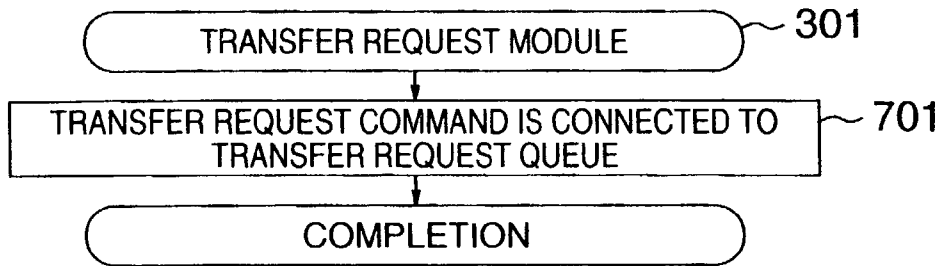 TRANSFER REQUEST MODULE 301
TRANSFER REQUEST COMMAND IS CONNECTED TO
TRANSFER REQUEST QUEUE 701
COMPLETION